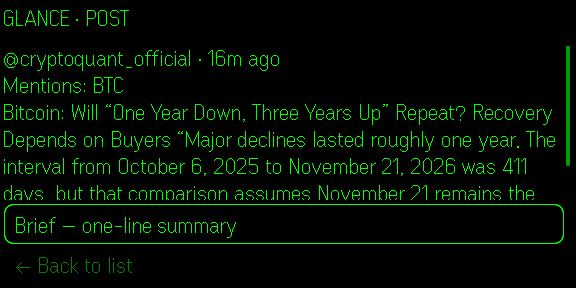 GLANCE · POST
@cryptoquant_official · 16m ago
Mentions: BTC
Bitcoin: Will “One Year Down, Three Years Up” Repeat? Recovery
Depends on Buyers “Major declines lasted roughly one year. The
interval from October 6, 2025 to November 21, 2026 was 411
days, but that comparison assumes November 21 remains the
Brief — one-line summary
← Back to list